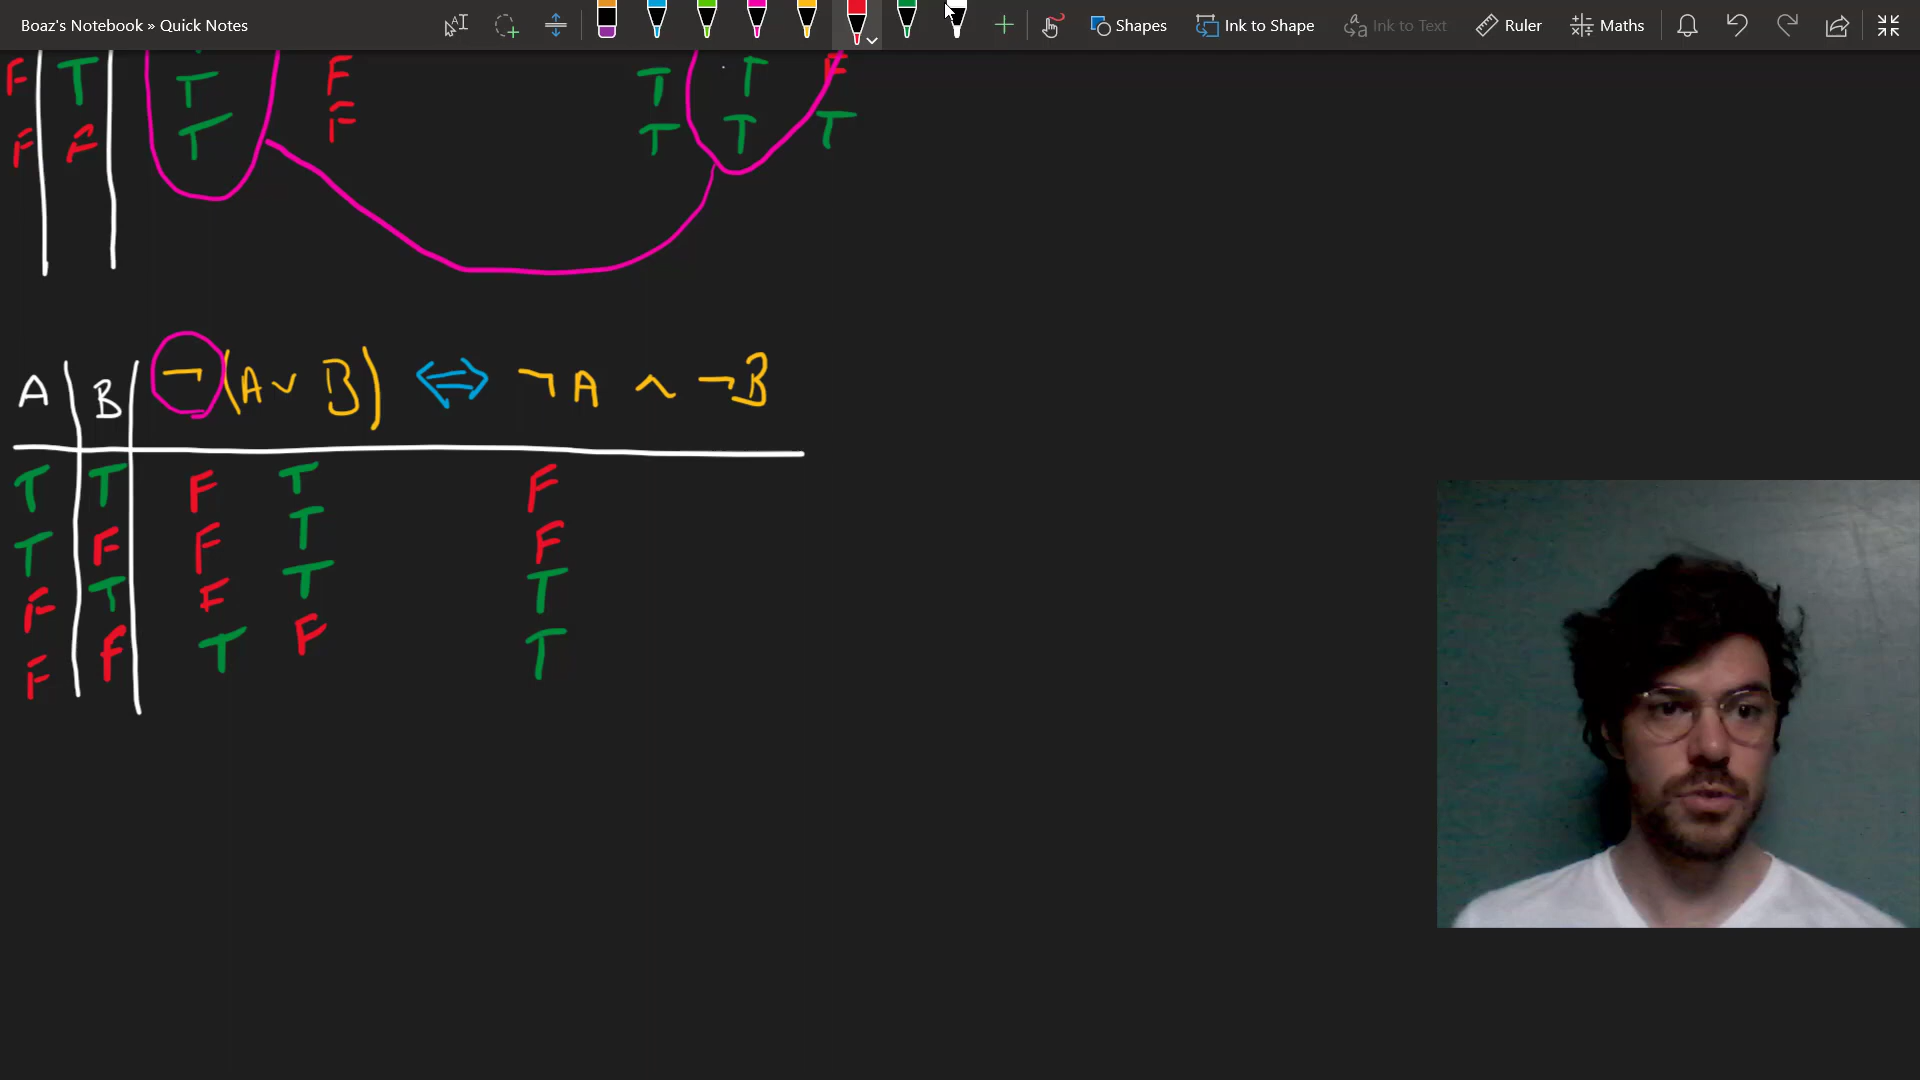 Boaz's Notebook » Quick Notes
Shapes
Ink to Shape
Ink to Text
Ruler
Maths
F T T F T T F
F F T F T T T
A B ¬(A ∨ B) ⇔ ¬A ∧ ¬B
T T F T F
T F F T F
F T F T T
F F T F T